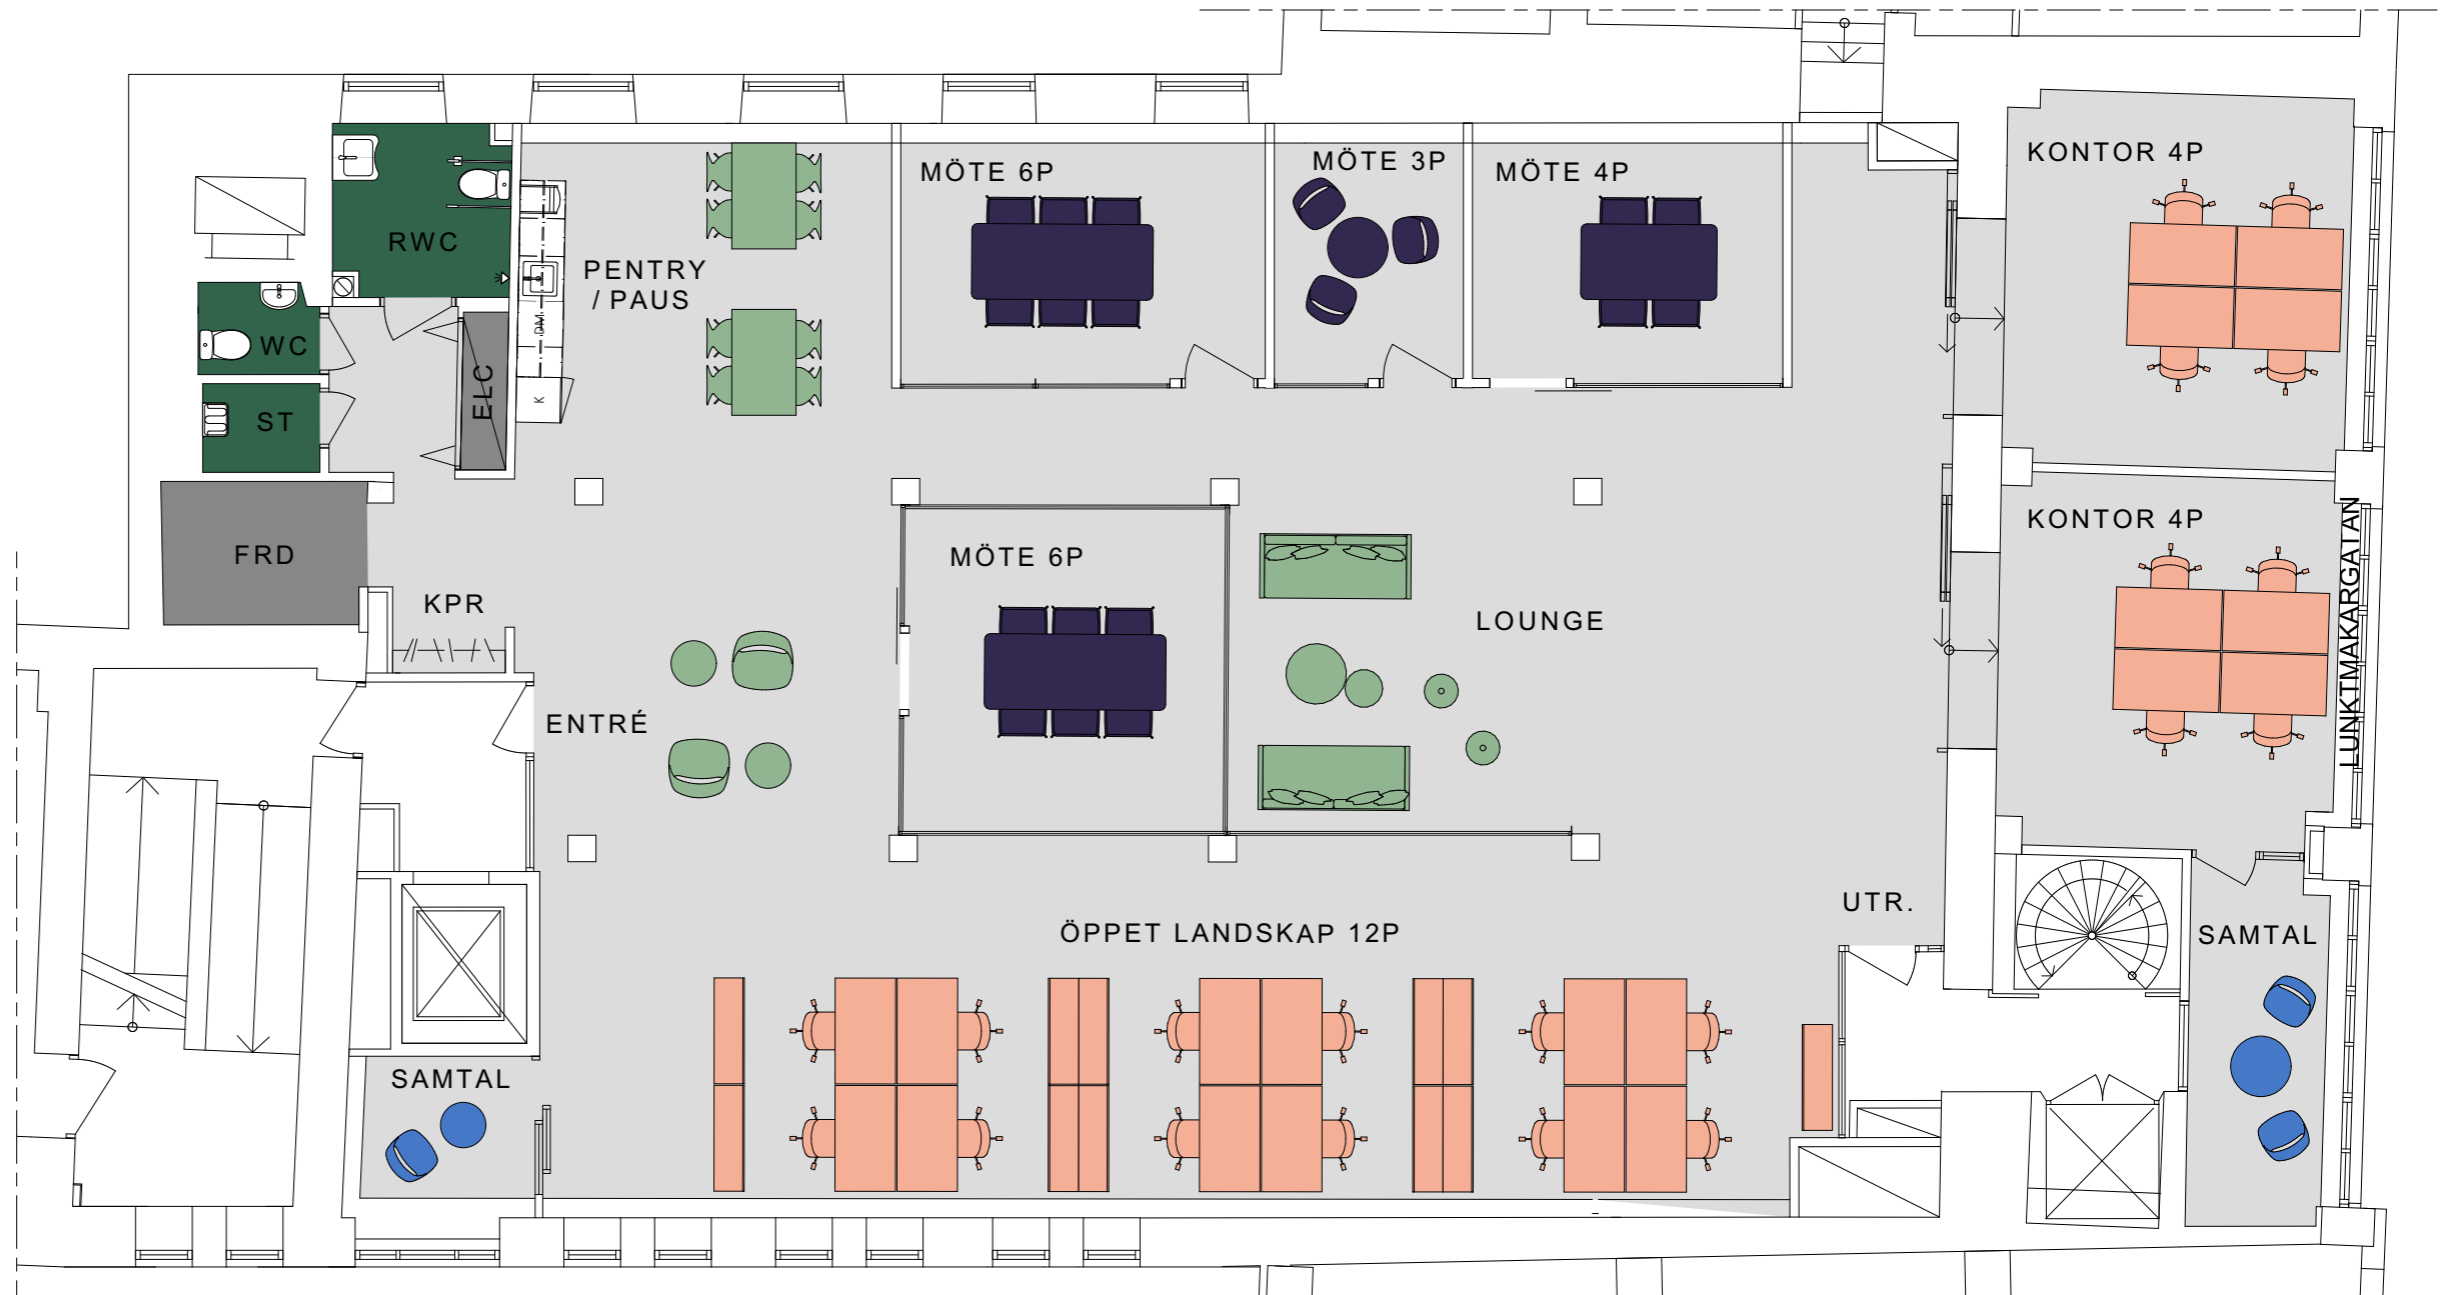 KONTOR 4P
MÖTE 6P
MÖTE 3P
MÖTE 4P
RWC
PENTRY
/ PAUS
DM
WC
ELC
K
ST
KONTOR 4P
LUNKTMAKARGATAN
FRD
MÖTE 6P
KPR
LOUNGE
ENTRÉ
UTR.
ÖPPET LANDSKAP 12P
SAMTAL
SAMTAL